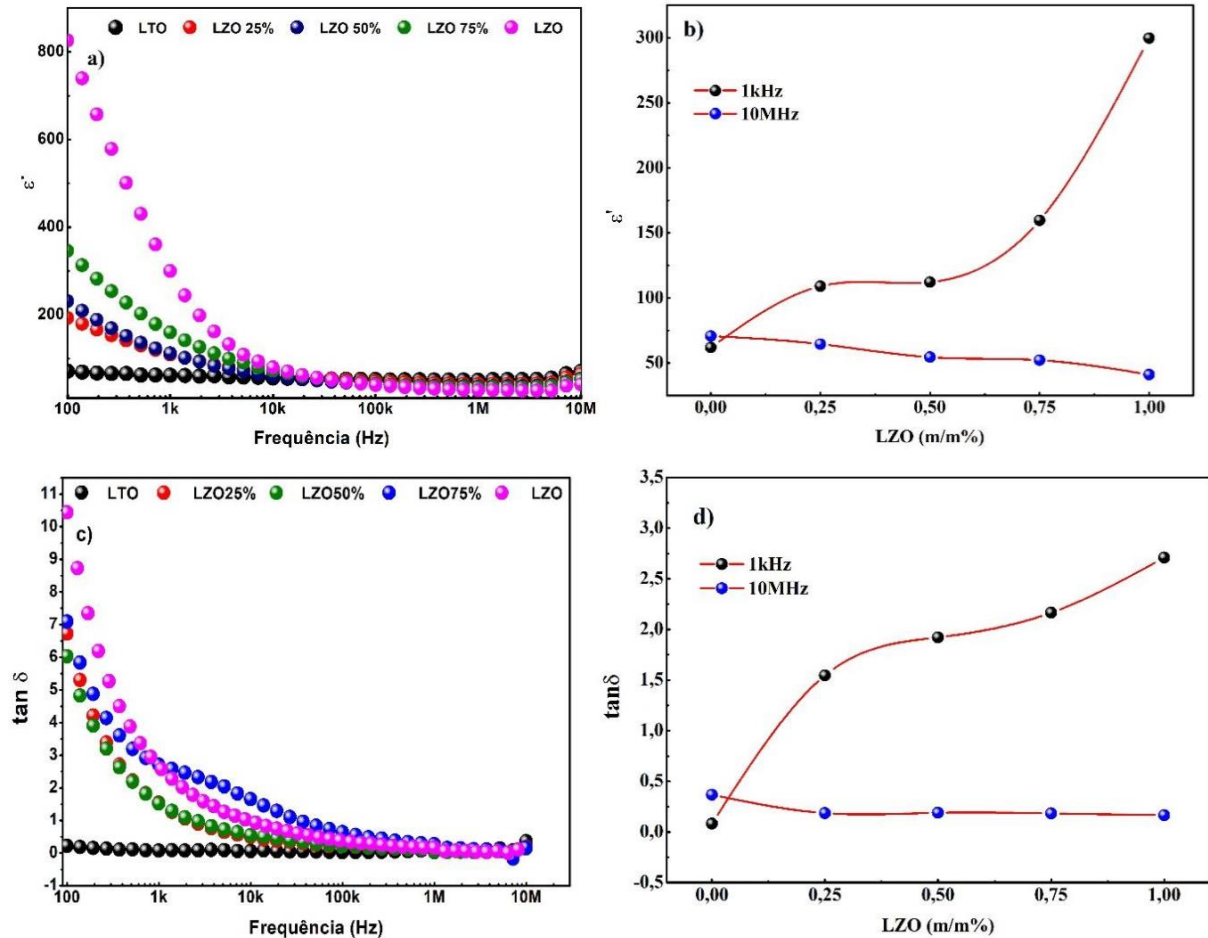 LTO LZO 25% LZO 50% LZO 75% LZO
a)
800
600
400
200
ε'
100 1k 10k 100k 1M 10M
Frequência (Hz)
b)
1kHz
10MHz
300
250
200
150
100
50
ε'
0,00 0,25 0,50 0,75 1,00
LZO (m/m%)
LTO LZO25% LZO50% LZO75% LZO
c)
11
10
9
8
7
6
5
4
3
2
1
0
-1
tan δ
100 1k 10k 100k 1M 10M
Frequência (Hz)
d)
1kHz
10MHz
3,5
3,0
2,5
2,0
1,5
1,0
0,5
0,0
-0,5
tanδ
0,00 0,25 0,50 0,75 1,00
LZO (m/m%)